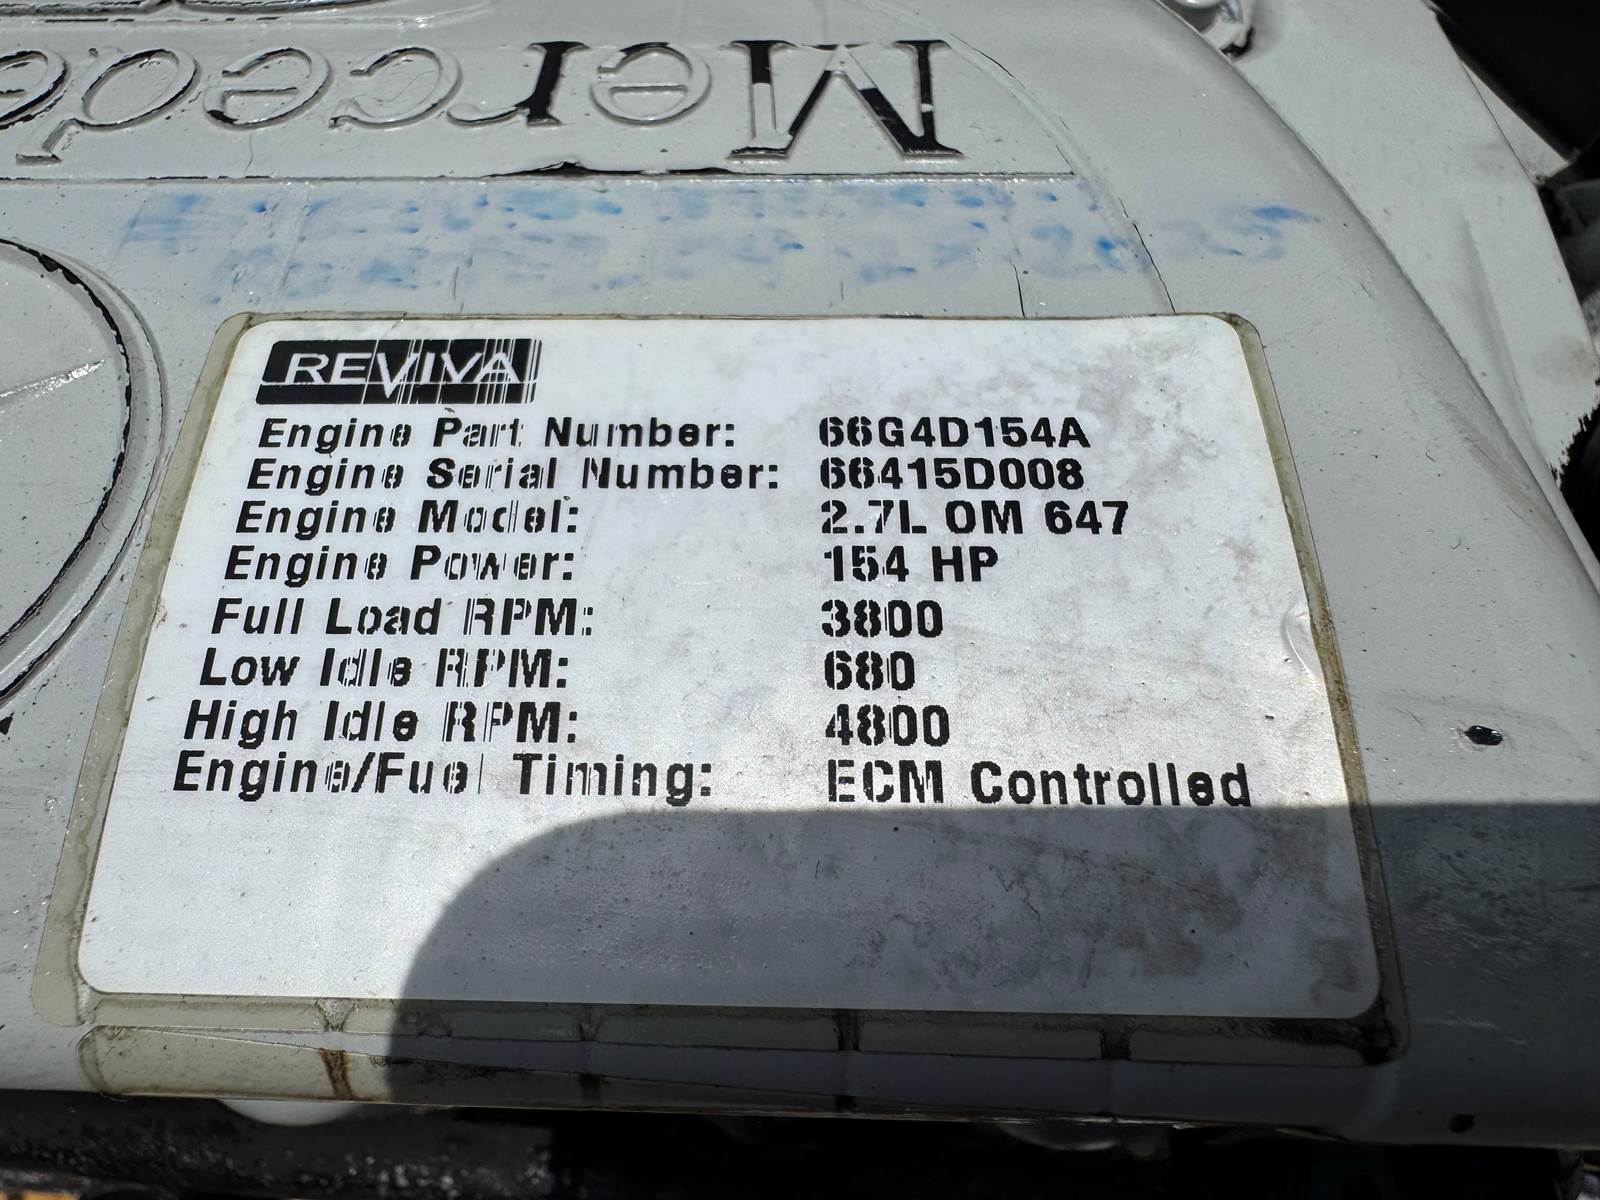 Mercede
REVIVA
Engine Part Number: 66G4D154A
Engine Serial Number: 66415D008
Engine Model: 2.7L OM 647
Engine Power: 154 HP
Full Load RPM: 3800
Low Idle RPM: 680
High Idle RPM: 4800
Engine/Fuel Timing: ECM Controlled